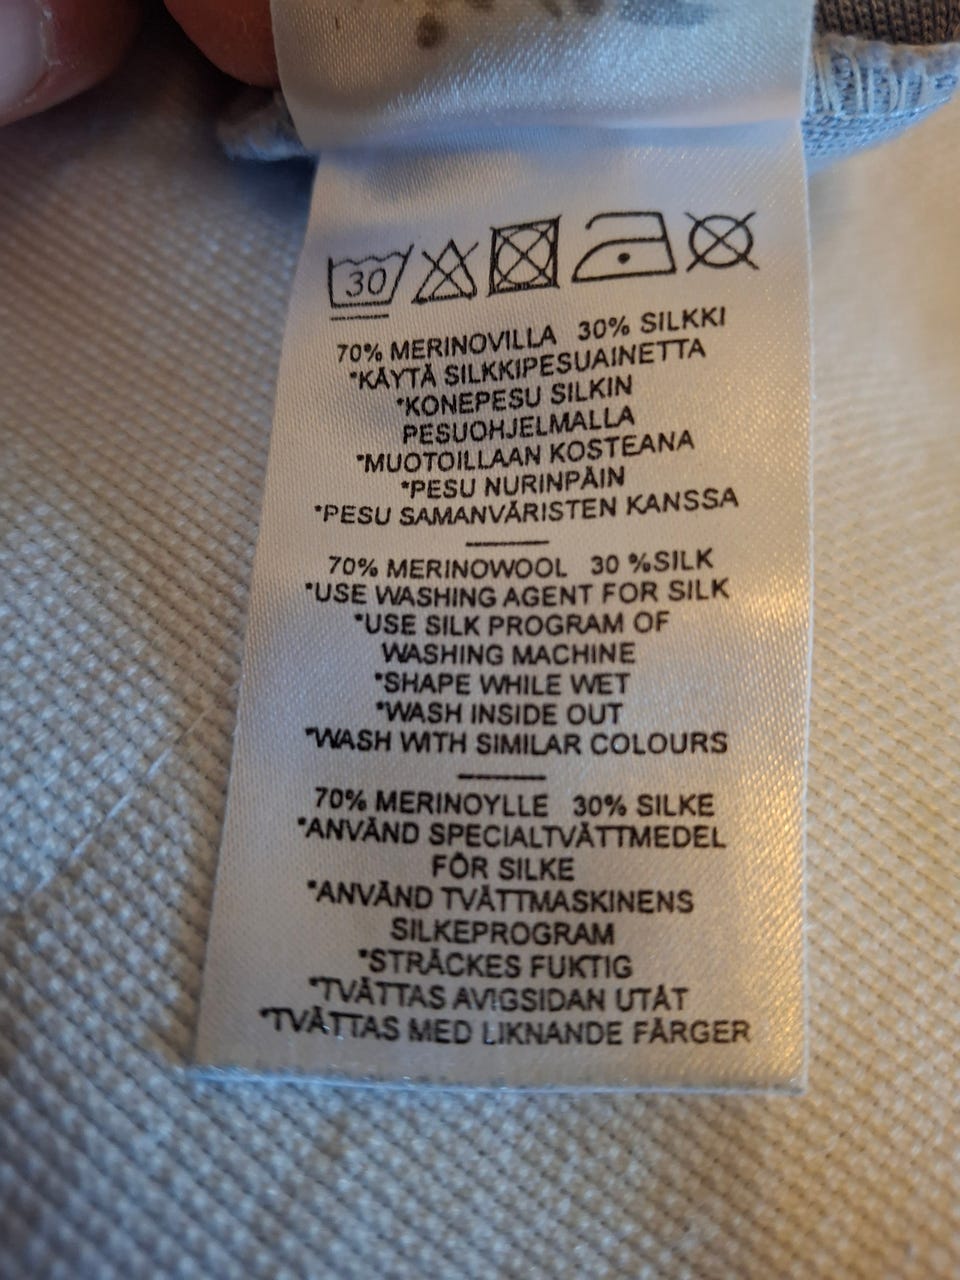 30
70% MERINOVILLA 30% SILKKI
*KÄYTÄ SILKKIPESUAINETTA
*KONEPESU SILKIN
PESUOHJELMALLA
*MUOTOILLAAN KOSTEANA
*PESU NURINPÄIN
*PESU SAMANVÄRISTEN KANSSA
70% MERINOWOOL 30 %SILK
*USE WASHING AGENT FOR SILK
*USE SILK PROGRAM OF
WASHING MACHINE
*SHAPE WHILE WET
*WASH INSIDE OUT
*WASH WITH SIMILAR COLOURS
70% MERINOYLLE 30% SILKE
*ANVÄND SPECIALTVÄTTMEDEL
FÖR SILKE
*ANVÄND TVÄTTMASKINENS
SILKEPROGRAM
*STRÄCKES FUKTIG
*TVÄTTAS AVIGSIDAN UTÅT
*TVÄTTAS MED LIKNANDE FÄRGER